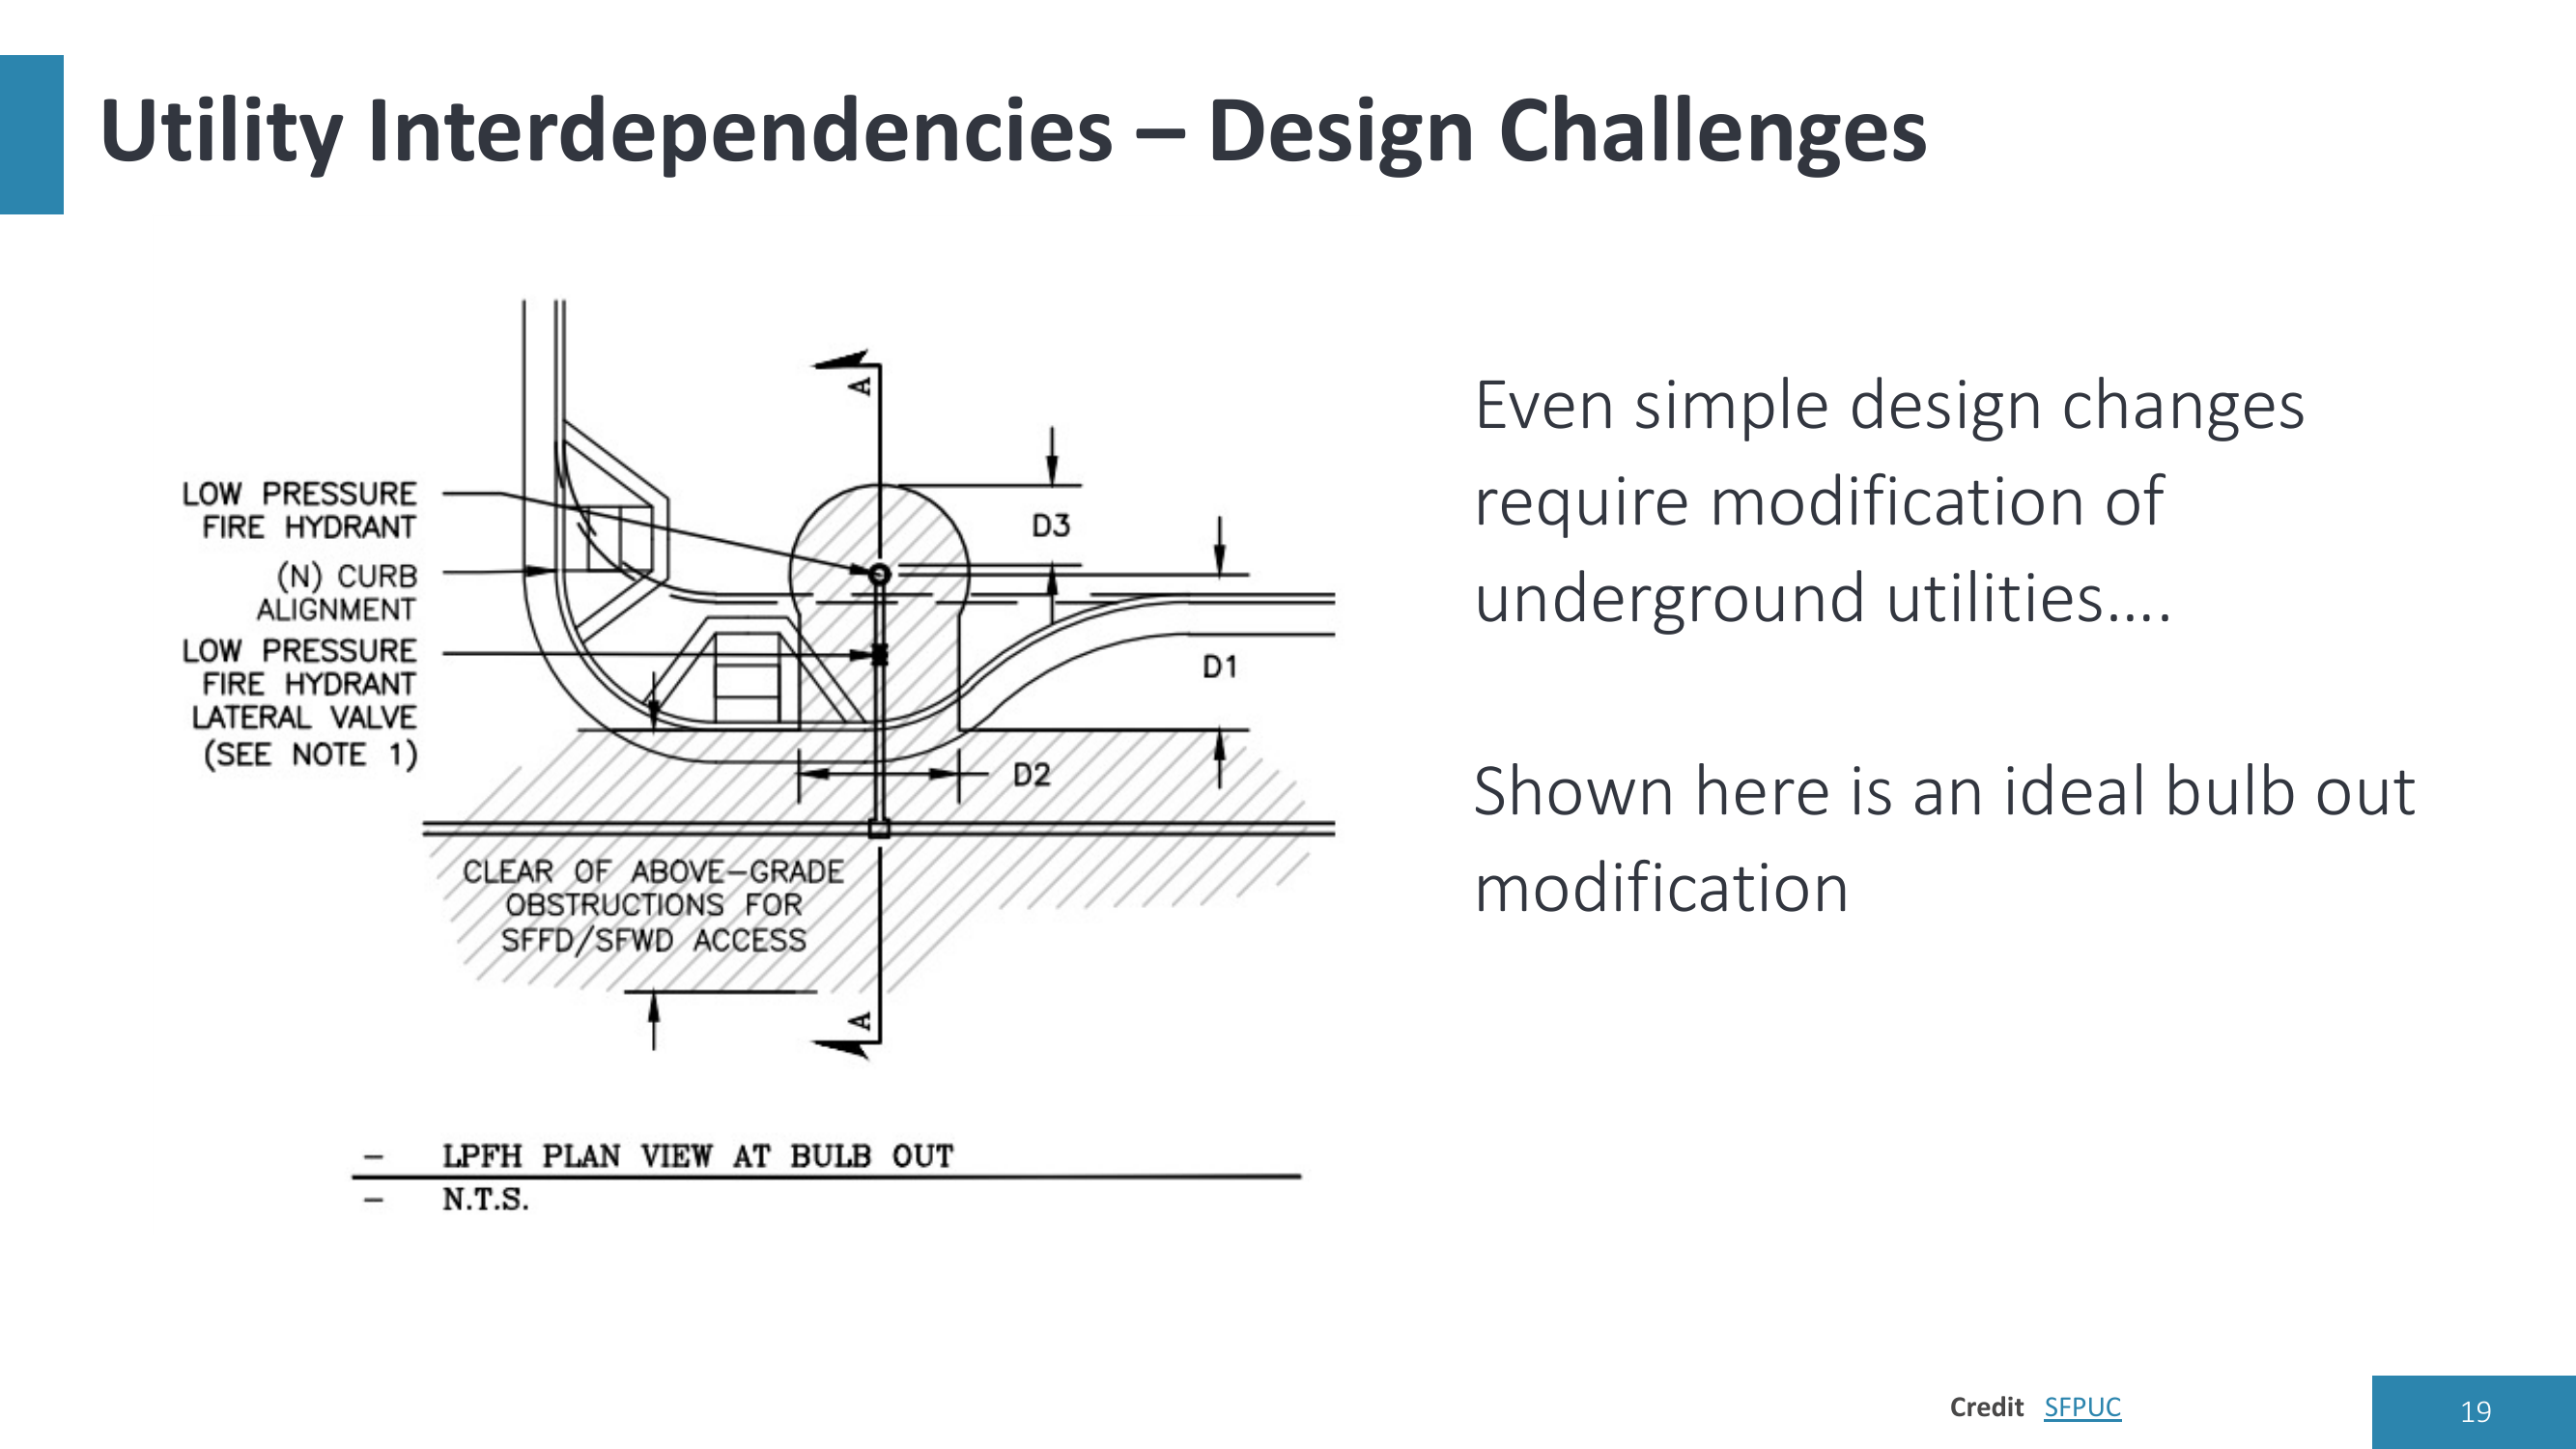 Utility Interdependencies – Design Challenges
LOW PRESSURE
FIRE HYDRANT
(N) CURB
ALIGNMENT
LOW PRESSURE
FIRE HYDRANT
LATERAL VALVE
(SEE NOTE 1)
A
D3
D1
D2
CLEAR OF ABOVE-GRADE
OBSTRUCTIONS FOR
SFFD/SFWD ACCESS
A
– LPFH PLAN VIEW AT BULB OUT
– N.T.S.
Even simple design changes
require modification of
underground utilities….
Shown here is an ideal bulb out
modification
Credit SFPUC
19